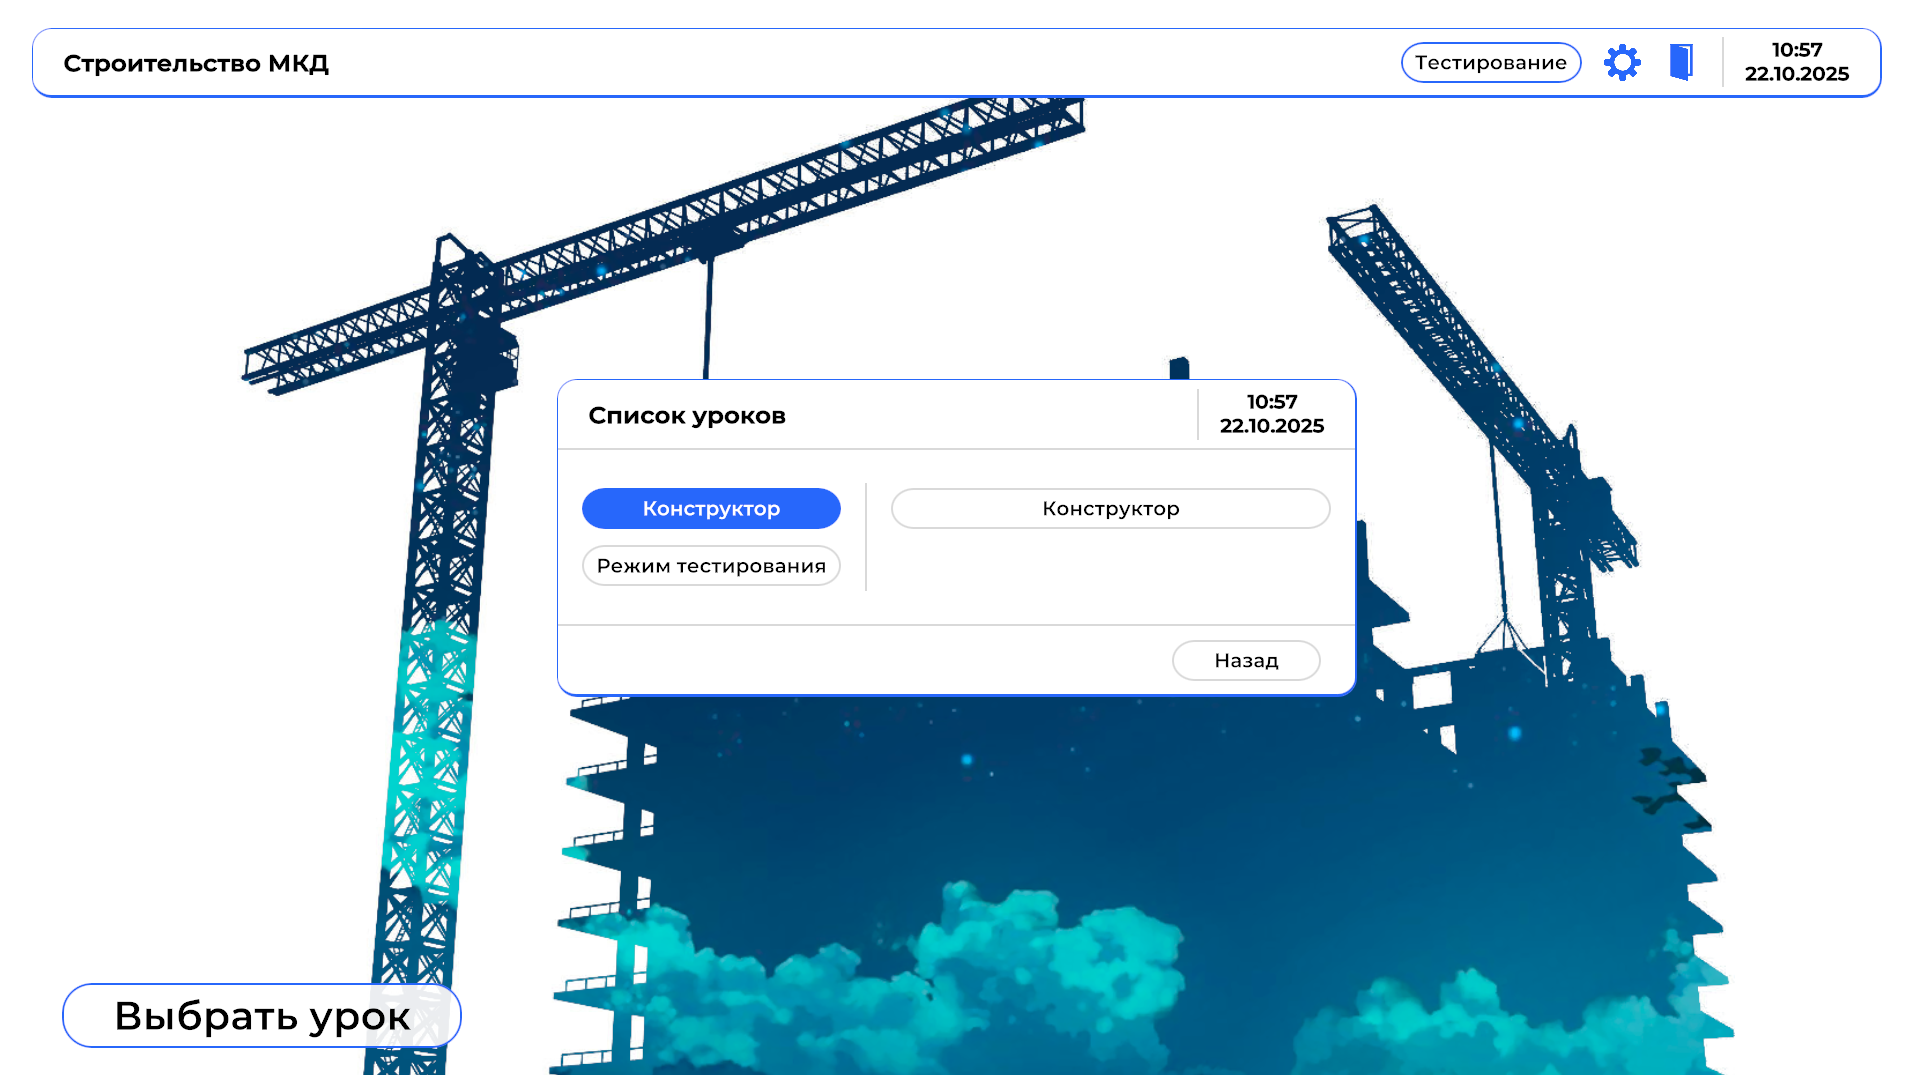 Строительство МКД
Тестирование
10:57
22.10.2025
Список уроков
10:57
22.10.2025
Конструктор
Режим тестирования
Конструктор
Назад
Выбрать урок